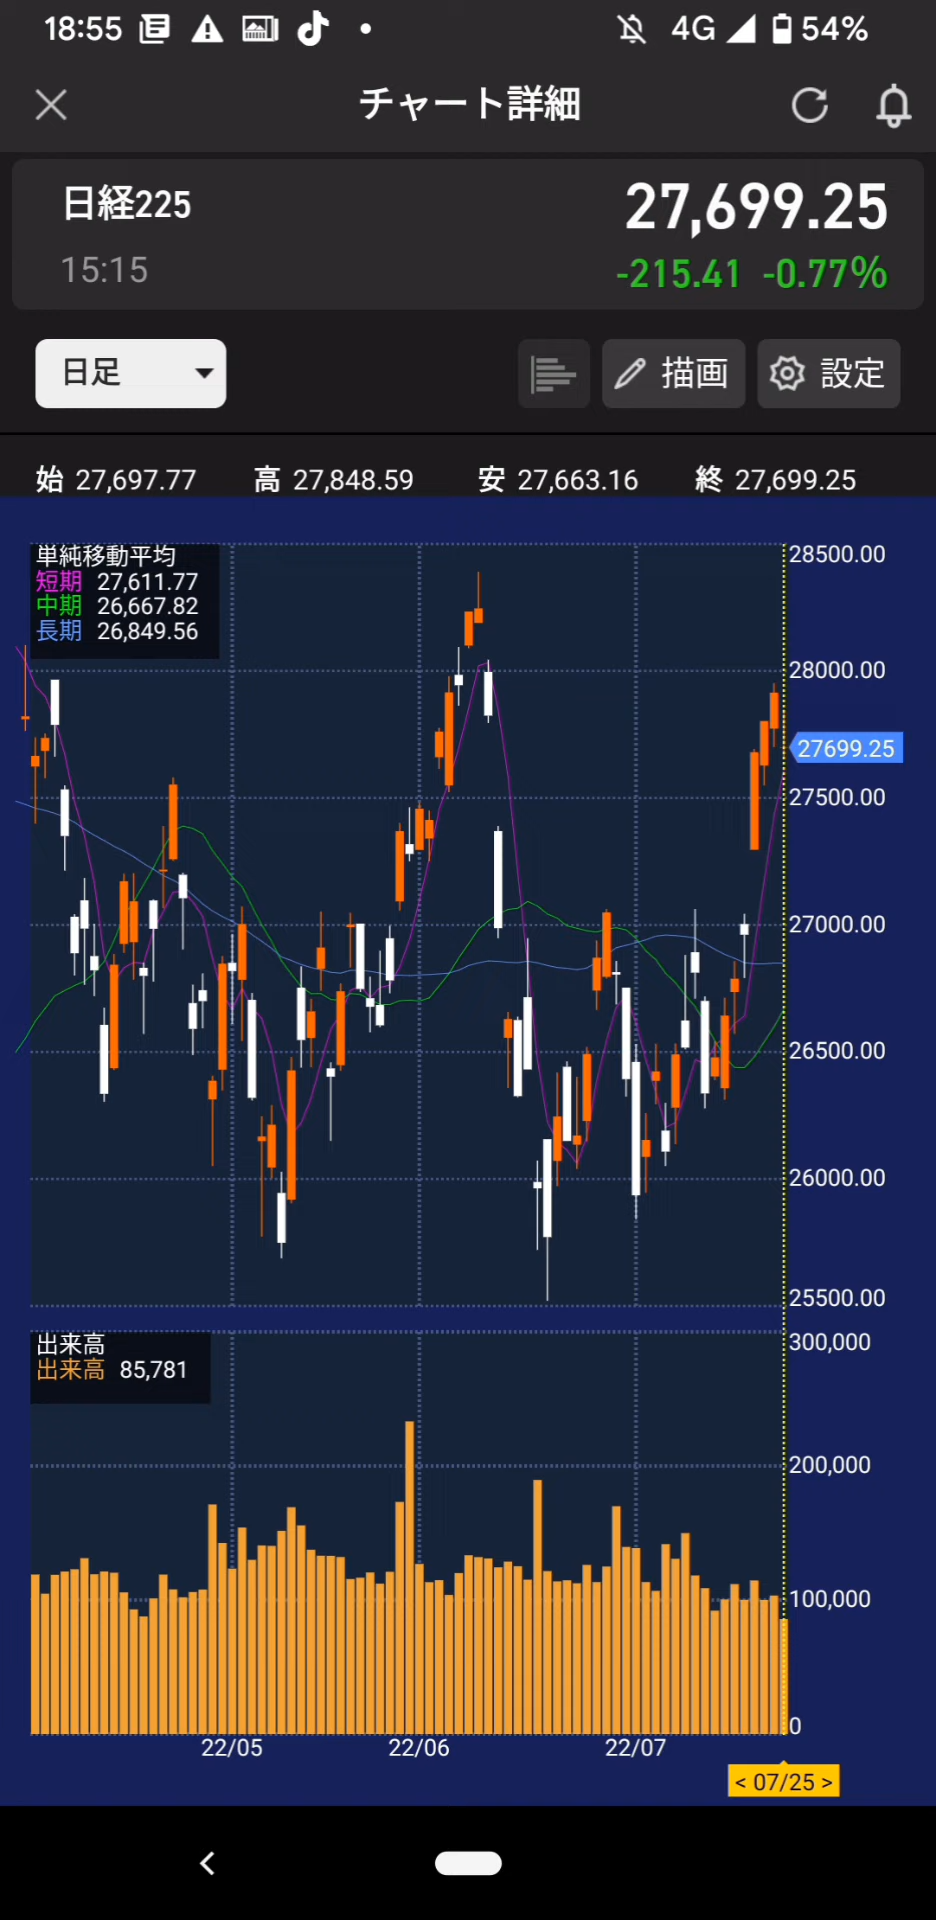 18:55 4G 54%
チャート詳細
日経225 27,699.25
15:15 -215.41 -0.77%
日足 描画 設定
始 27,697.77 高 27,848.59 安 27,663.16 終 27,699.25
単純移動平均
短期 27,611.77
中期 26,667.82
長期 26,849.56
28500.00
28000.00
27699.25
27500.00
27000.00
26500.00
26000.00
25500.00
出来高
出来高 85,781
300,000
200,000
100,000
0
22/05 22/06 22/07
< 07/25 >